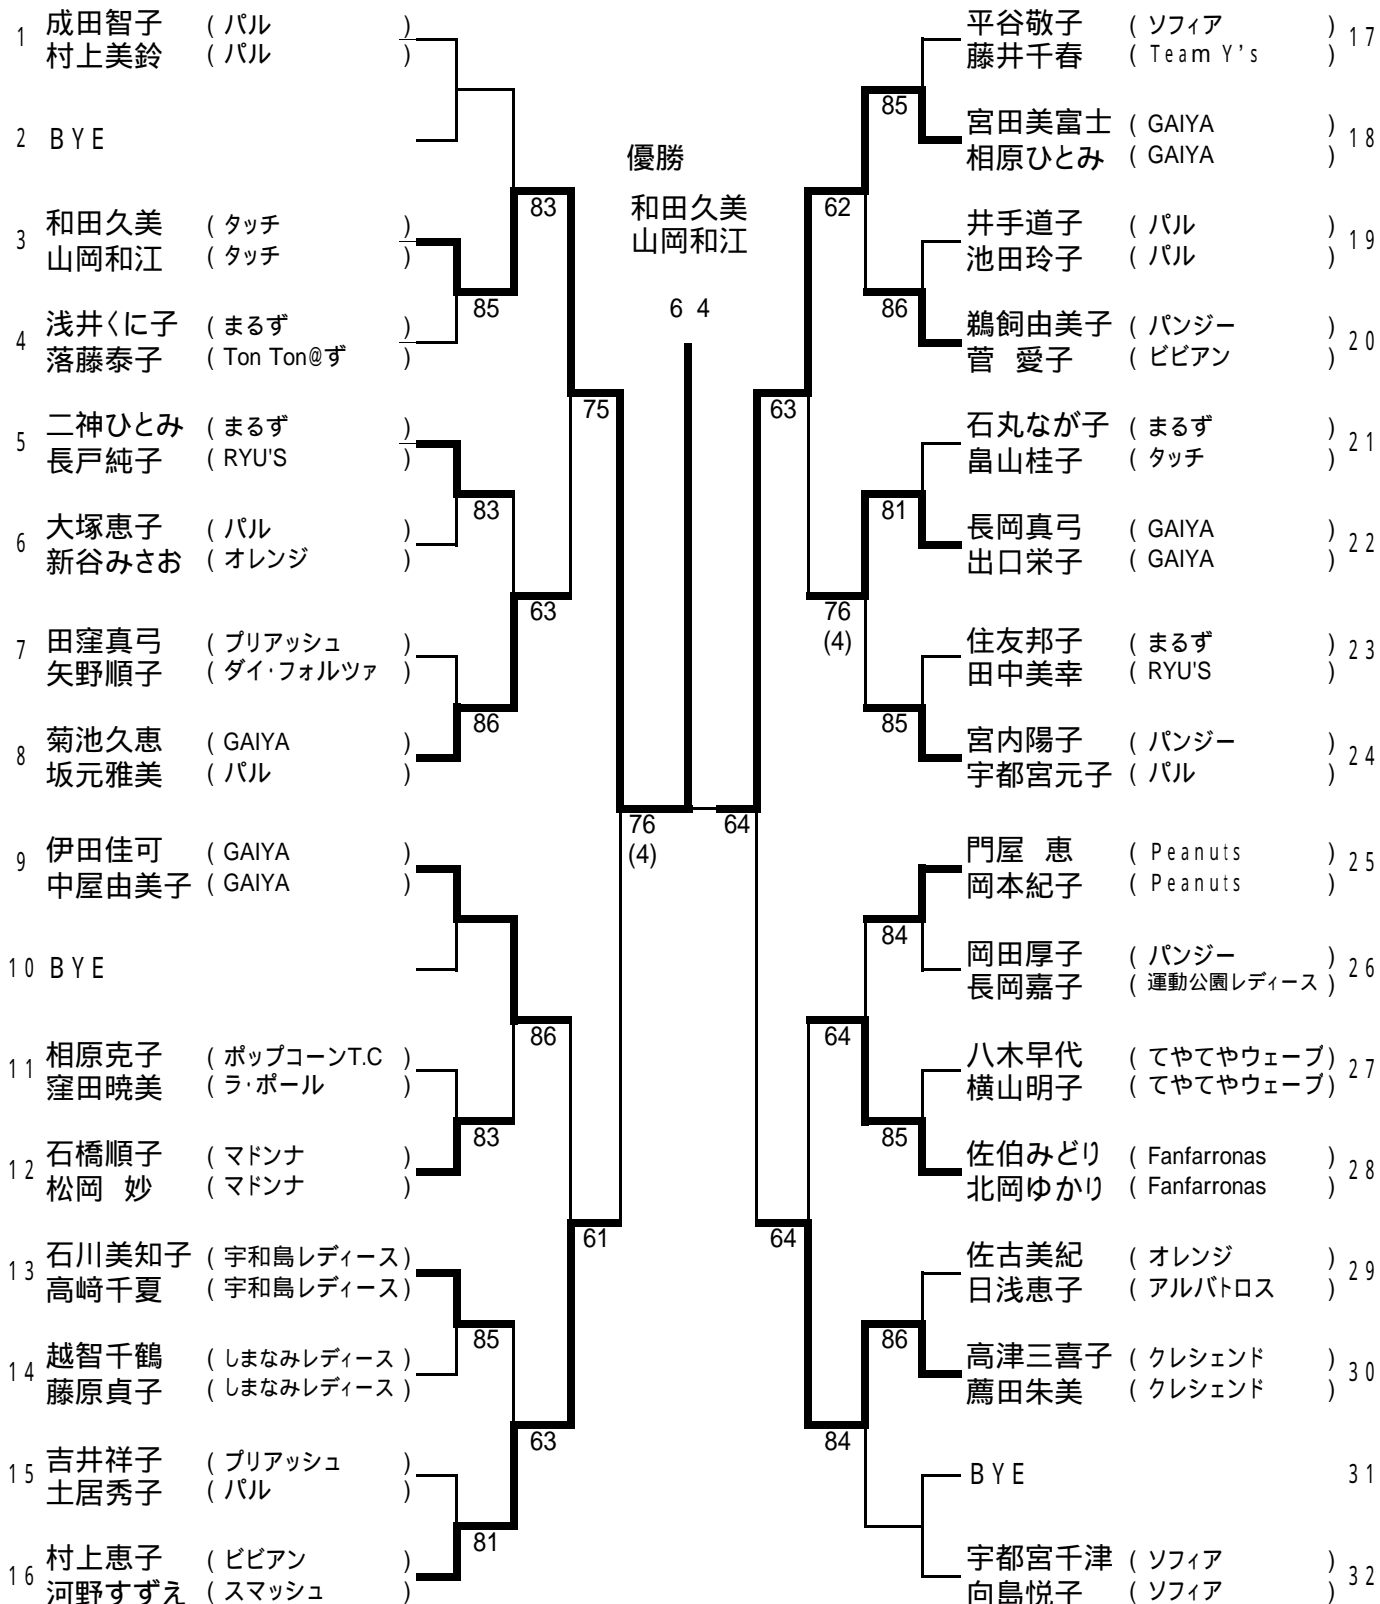 1 成田智子 ( パル )
村上美鈴 ( パル )
2 BYE
3 和田久美 ( タッチ )
山岡和江 ( タッチ )
4 浅井くに子 ( まるず )
落藤泰子 ( Ton Ton@ず )
5 二神ひとみ ( まるず )
長戸純子 ( RYU'S )
6 大塚恵子 ( パル )
新谷みさお ( オレンジ )
7 田窪真弓 ( プリアッシュ )
矢野順子 ( ダイ・フォルツァ )
8 菊池久恵 ( GAIYA )
坂元雅美 ( パル )
9 伊田佳可 ( GAIYA )
中屋由美子 ( GAIYA )
10 BYE
11 相原克子 ( ポップコーンT.C )
窪田暁美 ( ラ・ポール )
12 石橋順子 ( マドンナ )
松岡 妙 ( マドンナ )
13 石川美知子 ( 宇和島レディース )
高﨑千夏 ( 宇和島レディース )
14 越智千鶴 ( しまなみレディース )
藤原貞子 ( しまなみレディース )
15 吉井祥子 ( プリアッシュ )
土居秀子 ( パル )
16 村上恵子 ( ビビアン )
河野すずえ ( スマッシュ )
85
83
86
83
85
81
83
63
86
63
75
61
76
(4)
優勝
和田久美
山岡和江
6 4
64
63
64
62
76
(4)
64
84
85
86
81
85
84
85
86
平谷敬子 ( ソフィア ) 17
藤井千春 ( Team Y's )
宮田美富士 ( GAIYA ) 18
相原ひとみ ( GAIYA )
井手道子 ( パル ) 19
池田玲子 ( パル )
鵜飼由美子 ( パンジー ) 20
菅 愛子 ( ビビアン )
石丸なが子 ( まるず ) 21
畠山桂子 ( タッチ )
長岡真弓 ( GAIYA ) 22
出口栄子 ( GAIYA )
住友邦子 ( まるず ) 23
田中美幸 ( RYU'S )
宮内陽子 ( パンジー ) 24
宇都宮元子 ( パル )
門屋 恵 ( Peanuts ) 25
岡本紀子 ( Peanuts )
岡田厚子 ( パンジー ) 26
長岡嘉子 ( 運動公園レディース )
八木早代 ( てやてやウェーブ ) 27
横山明子 ( てやてやウェーブ )
佐伯みどり ( Fanfarronas ) 28
北岡ゆかり ( Fanfarronas )
佐古美紀 ( オレンジ ) 29
日浅恵子 ( アルバトロス )
高津三喜子 ( クレシェンド ) 30
薦田朱美 ( クレシェンド )
BYE 31
宇都宮千津 ( ソフィア ) 32
向島悦子 ( ソフィア )